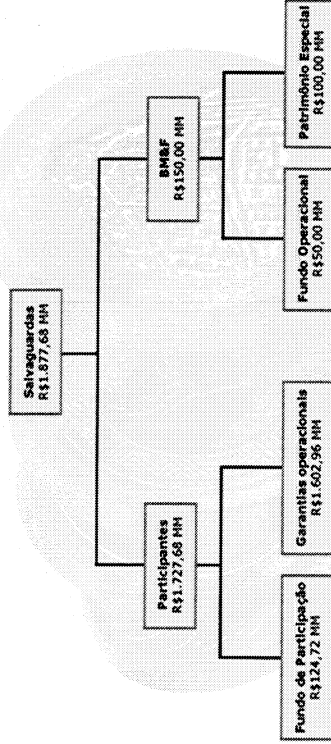 Salvaguardas
R$1.877,68 MM
Participantes
R$1.727,68 MM
BM&F
R$150,00 MM
Fundo de Participação
R$124,72 MM
Garantias operacionais
R$1.602,96 MM
Fundo Operacional
R$50,00 MM
Patrimônio Especial
R$100,00 MM